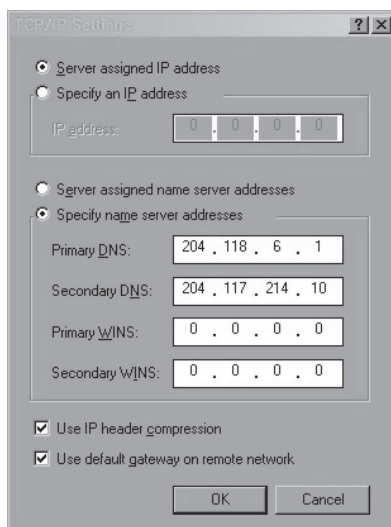 TCP/IP Settings
? X
Server assigned IP address
Specify an IP address
IP address: 0 . 0 . 0 . 0
Server assigned name server addresses
Specify name server addresses
Primary DNS: 204 . 118 . 6 . 1
Secondary DNS: 204 . 117 . 214 . 10
Primary WINS: 0 . 0 . 0 . 0
Secondary WINS: 0 . 0 . 0 . 0
Use IP header compression
Use default gateway on remote network
OK Cancel